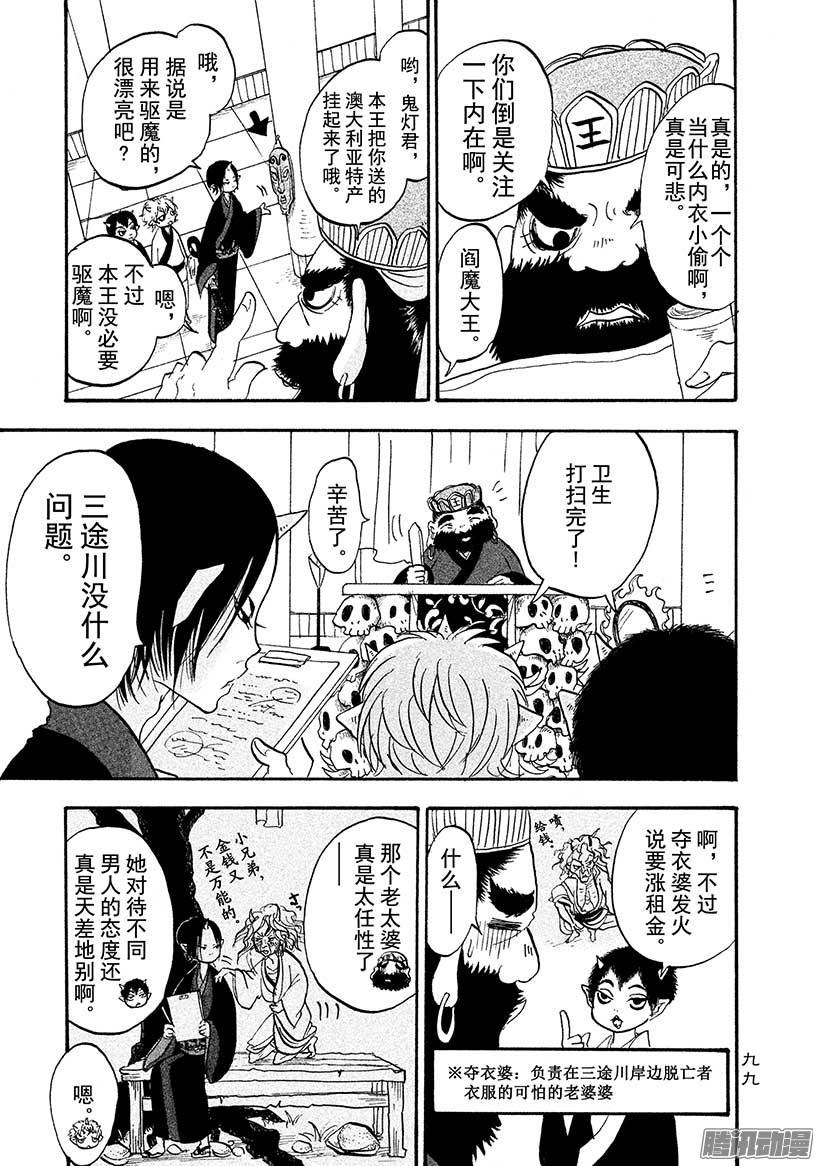 真是的，一个个
当什么内衣小偷啊，
真是可悲。
你们倒是关注
一下内在啊。
王
阎魔大王。
哟，鬼灯君，
本王把你送的
澳大利亚特产
挂起来了哦。
哦，
据说是
用来驱魔的，
很漂亮吧？
嗯，
不过
本王没必要
驱魔啊。
卫生
打扫完了！
王
辛苦了。
三途川没什么
问题。
啊，不过
夺衣婆发火
说要涨租金。
啧，
给钱。
什么——
※夺衣婆：负责在三途川岸边脱亡者
衣服的可怕的老婆婆
那个老太婆
真是太任性了
——
小兄弟，
金钱又
不是万能的。
她对待不同
男人的态度还
真是天差地别啊。
嗯。
九九
腾讯动漫